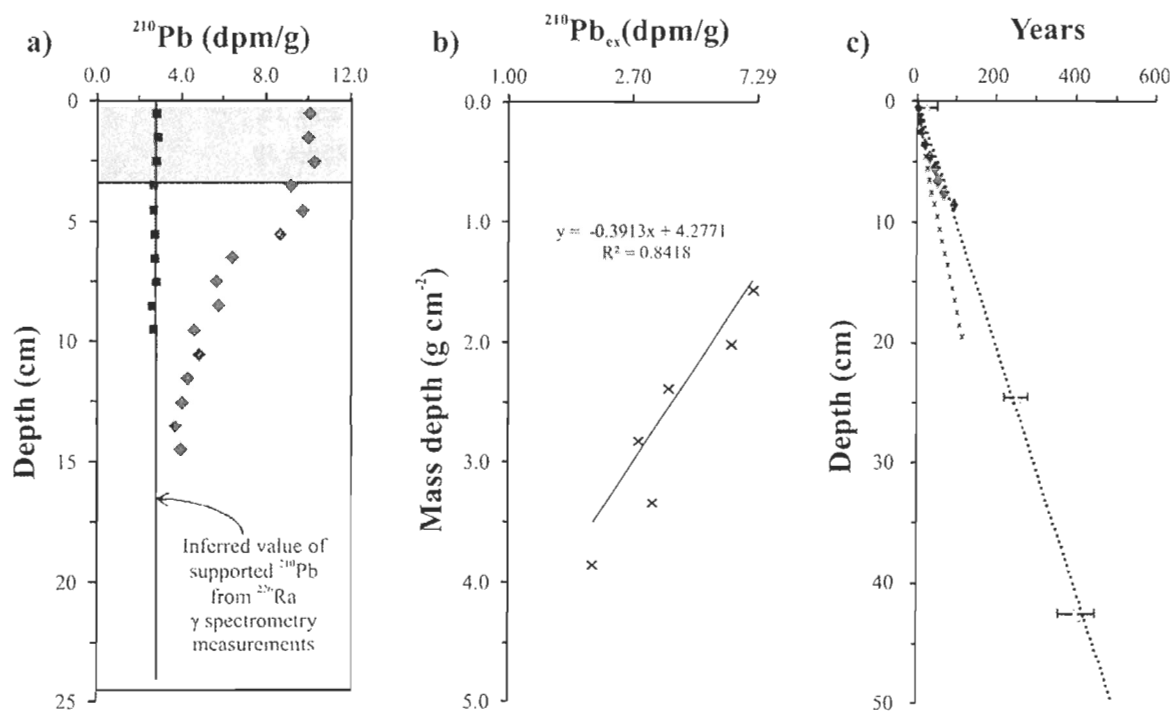 a)
²¹⁰Pb (dpm/g)
0.0 4.0 8.0 12.0
0
5
10
15
20
25
Depth (cm)
Inferred value of
supported ²¹⁰Pb
from ²²⁶Ra
γ spectrometry
measurements
b)
²¹⁰Pbₑₓ(dpm/g)
1.00 2.70 7.29
0.0
1.0
2.0
3.0
4.0
5.0
Mass depth (g cm⁻²)
y = -0.3913x + 4.2771
R² = 0.8418
c)
Years
0 200 400 600
0
10
20
30
40
50
Depth (cm)